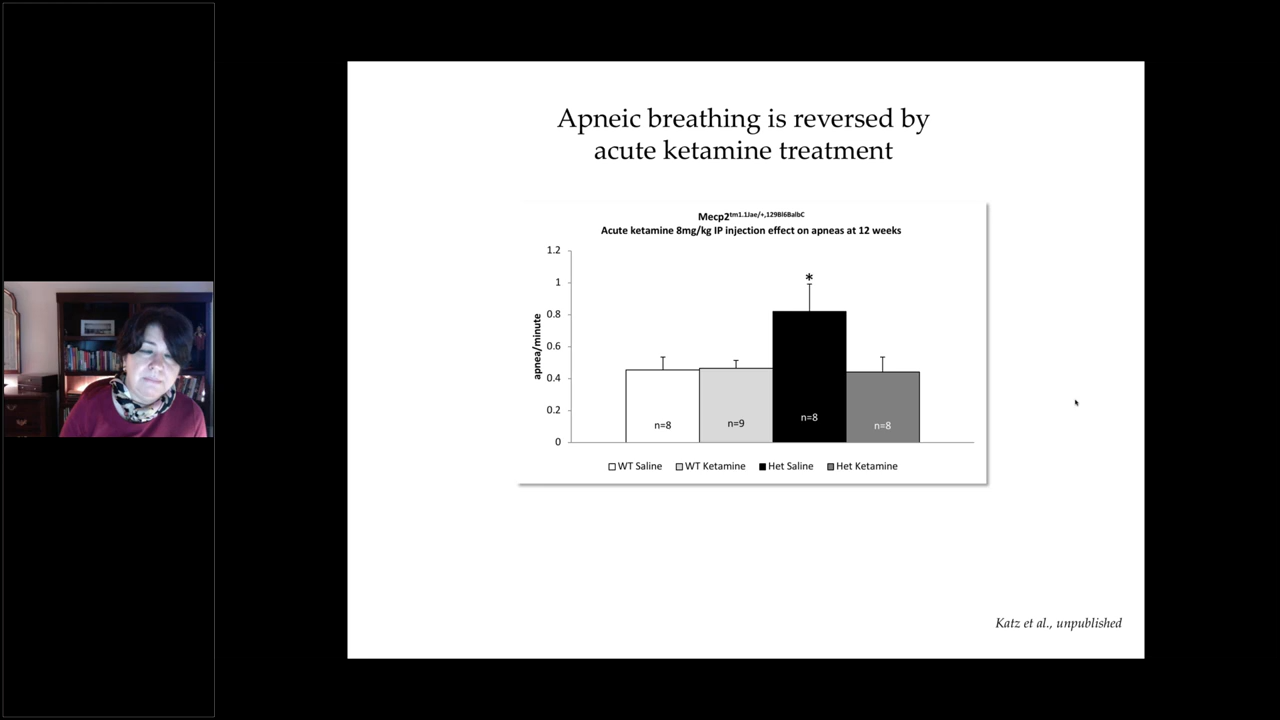 Apneic breathing is reversed by
acute ketamine treatment
Mecp2tm1.1Jae/+,129Bl6BalbC
Acute ketamine 8mg/kg IP injection effect on apneas at 12 weeks
1.2
1
0.8
0.6
0.4
0.2
0
apnea/minute
*
n=8
n=9
n=8
n=8
WT Saline WT Ketamine Het Saline Het Ketamine
Katz et al., unpublished